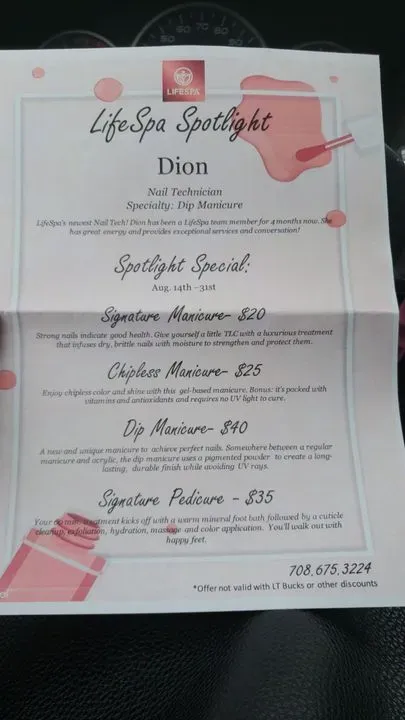 LIFESPA
LifeSpa Spotlight
Dion
Nail Technician
Specialty: Dip Manicure
LifeSpa's newest Nail Tech! Dion has been a LifeSpa team member for 4 months now. She
has great energy and provides exceptional services and conversation!
Spotlight Special:
Aug. 14th –31st
Signature Manicure- $20
Strong nails indicate good health. Give yourself a little TLC with a luxurious treatment
that infuses dry, brittle nails with moisture to strengthen and protect them.
Chipless Manicure- $25
Enjoy chipless color and shine with this gel-based manicure. Bonus: it's packed with
vitamins and antioxidants and requires no UV light to cure.
Dip Manicure- $40
A new and unique manicure to achieve perfect nails. Somewhere between a regular
manicure and acrylic, the dip manicure uses a pigmented powder to create a long-
lasting, durable finish while avoiding UV rays.
Signature Pedicure - $35
Your treatment kicks off with a warm mineral foot bath followed by a cuticle
cleanup, exfoliation, hydration, massage and color application. You'll walk out with
happy feet.
708.675.3224
*Offer not valid with LT Bucks or other discounts